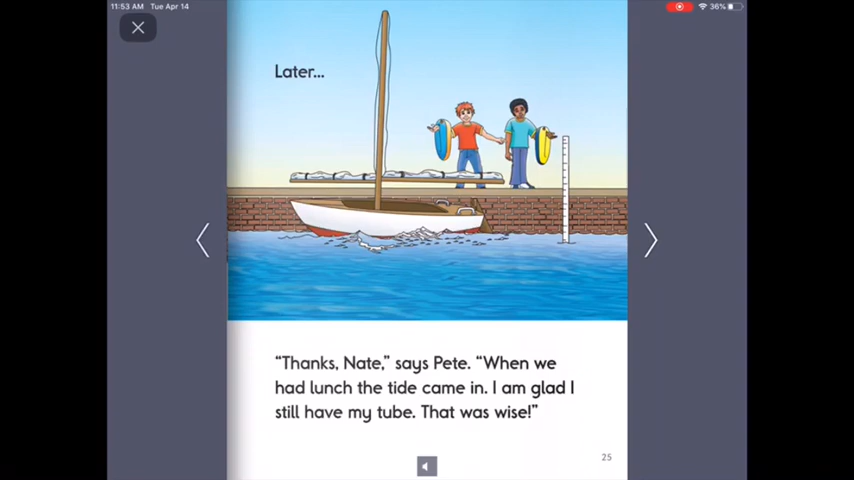 11:53 AM Tue Apr 14
36%
Later...
“Thanks, Nate,” says Pete. “When we
had lunch the tide came in. I am glad I
still have my tube. That was wise!”
25